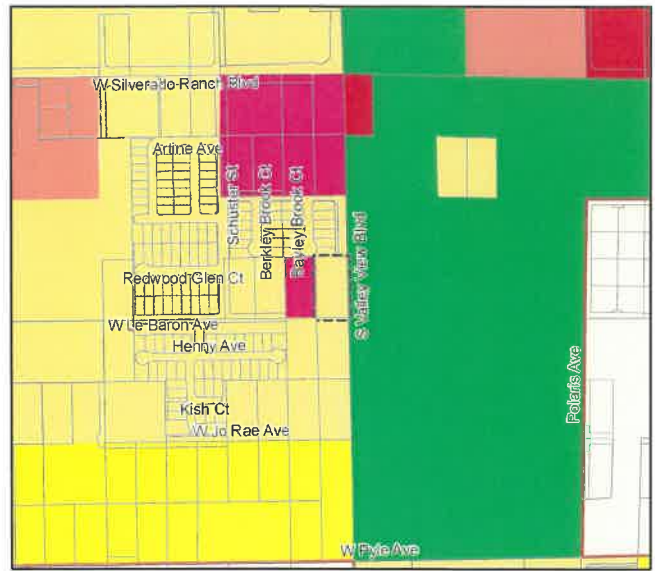 W Silverado Ranch Blvd
Arline Ave
Schuster St
Berkley Brook Ct
Bayley Brook Ct
Redwood Glen Ct
S Valley View Blvd
W Le Baron Ave
Henny Ave
Polaris Ave
Kish Ct
W Jo Rae Ave
W Pyle Ave